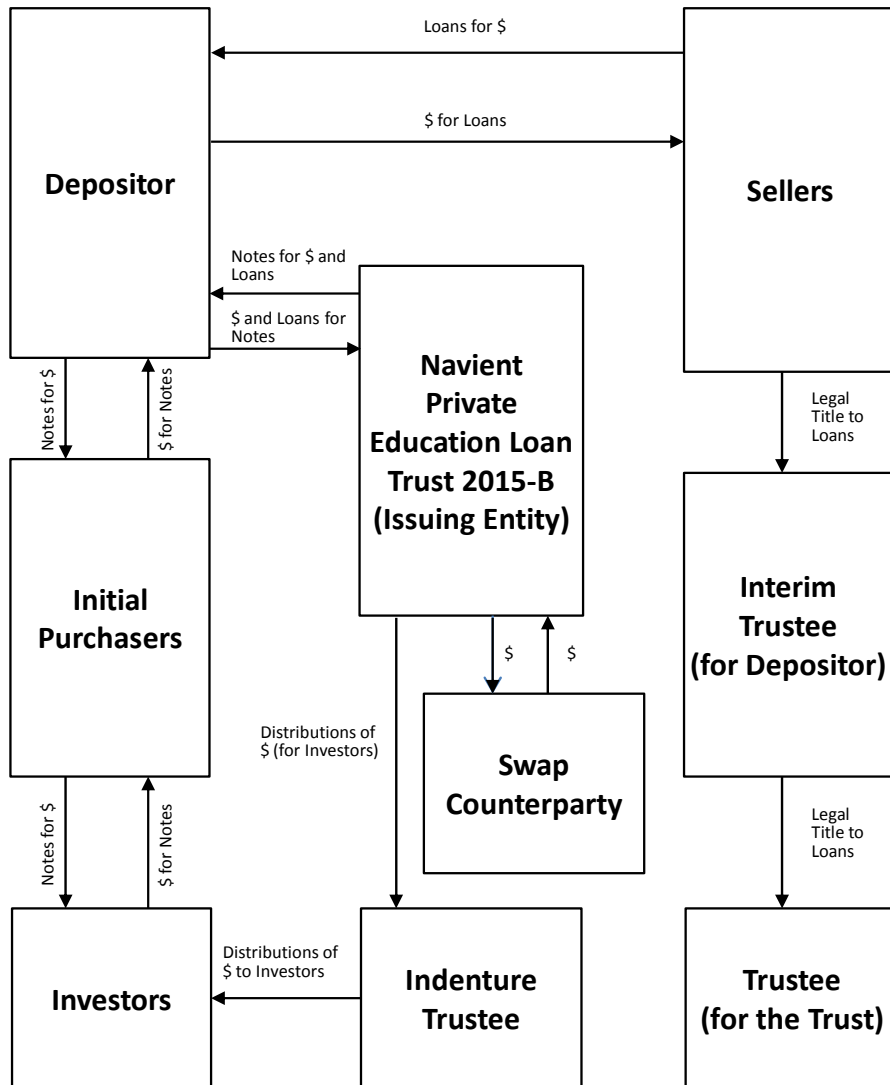 Loans for $
$ for Loans
Depositor
Sellers
Notes for $ and
Loans
$ and Loans for
Notes
Navient
Private
Education Loan
Trust 2015-B
(Issuing Entity)
Notes for $
$ for Notes
Legal
Title to
Loans
Initial
Purchasers
Interim
Trustee
(for Depositor)
$
$
Distributions of
$ (for Investors)
Swap
Counterparty
Notes for $
$ for Notes
Legal
Title to
Loans
Investors
Distributions of
$ to Investors
Indenture
Trustee
Trustee
(for the Trust)